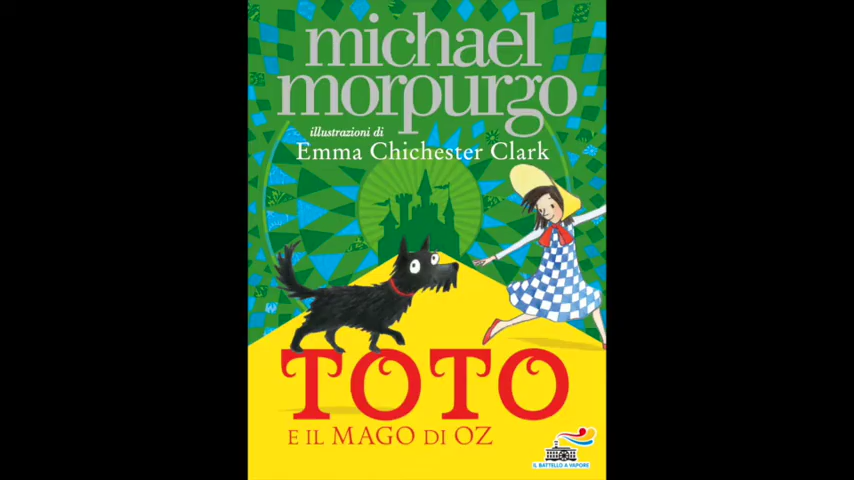 michael
morpurgo
illustrazioni di
Emma Chichester Clark
TOTO
E IL MAGO DI OZ
IL BATTELLO A VAPORE